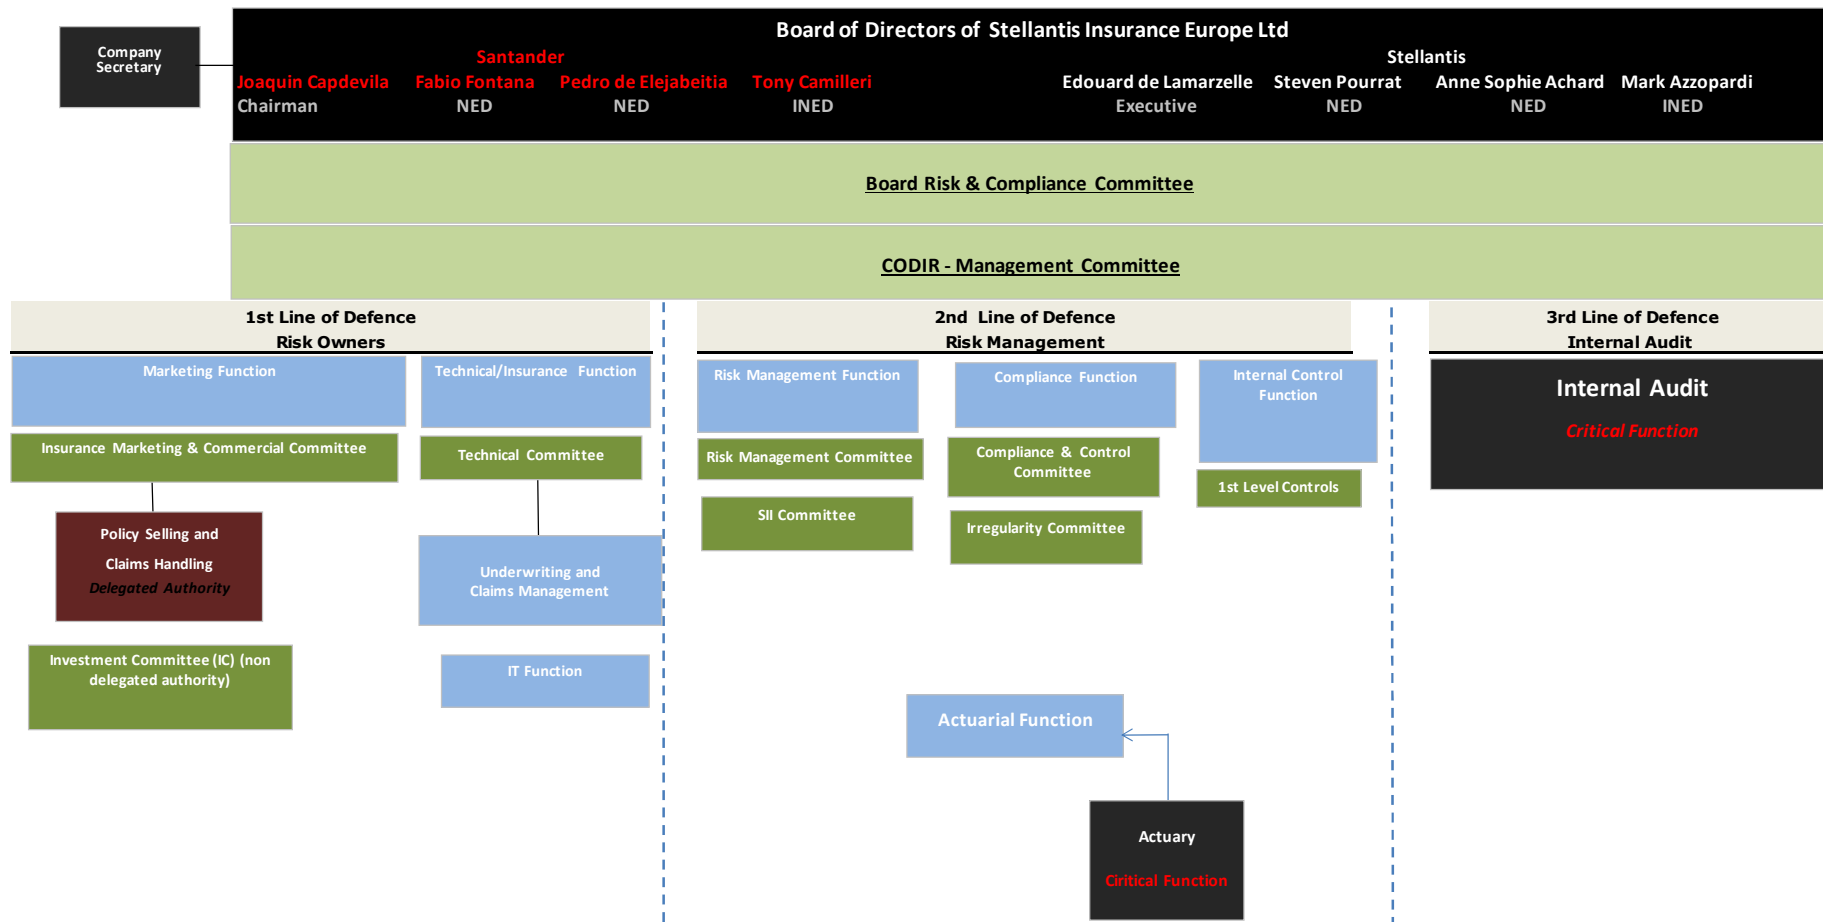 Company
Secretary
Board of Directors of Stellantis Insurance Europe Ltd
Santander
Stellantis
Joaquin Capdevila
Fabio Fontana
Pedro de Elejabeitia
Tony Camilleri
Edouard de Lamarzelle
Steven Pourrat
Anne Sophie Achard
Mark Azzopardi
Chairman
NED
NED
INED
Executive
NED
NED
INED
Board Risk & Compliance Committee
CODIR - Management Committee
1st Line of Defence
Risk Owners
2nd Line of Defence
Risk Management
3rd Line of Defence
Internal Audit
Marketing Function
Technical/Insurance Function
Risk Management Function
Compliance Function
Internal Control
Function
Internal Audit
Critical Function
Insurance Marketing & Commercial Committee
Technical Committee
Risk Management Committee
Compliance & Control
Committee
1st Level Controls
SII Committee
Irregularity Committee
Policy Selling and
Claims Handling
Delegated Authority
Underwriting and
Claims Management
Investment Committee (IC) (non
delegated authority)
IT Function
Actuarial Function
Actuary
Ciritical Function